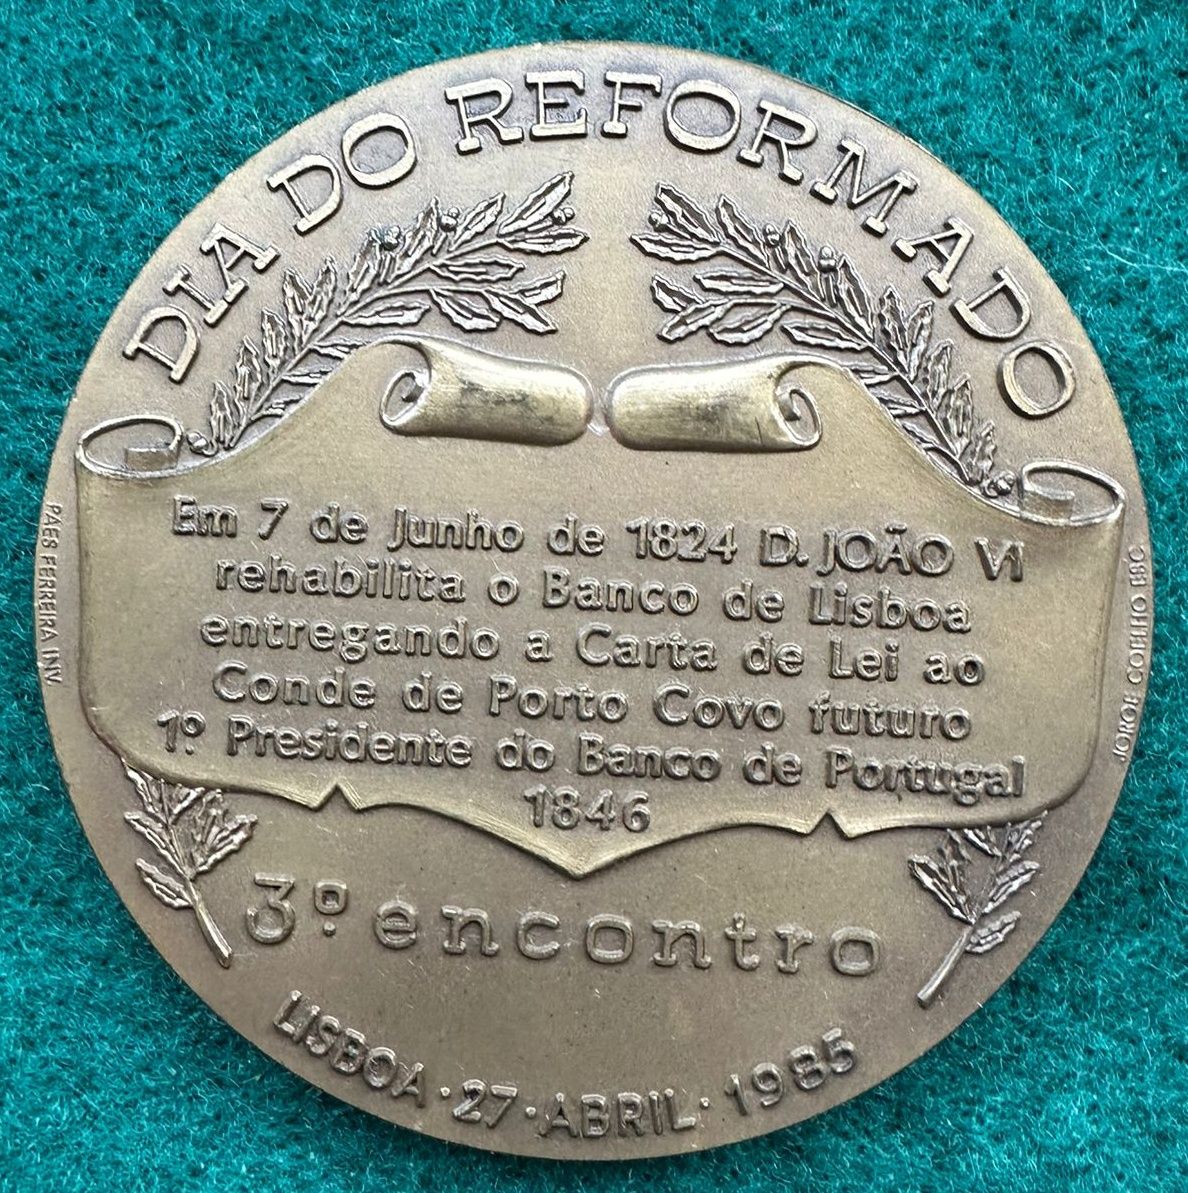 DIA DO REFORMADO
Em 7 de Junho de 1824 D. JOÃO VI
rehabilita o Banco de Lisboa
entregando a Carta de Lei ao
Conde de Porto Covo futuro
1º Presidente do Banco de Portugal
1846
3º encontro
LISBOA · 27 · ABRIL · 1985
PAES FERREIRA INV
JORGE COELHO ESC